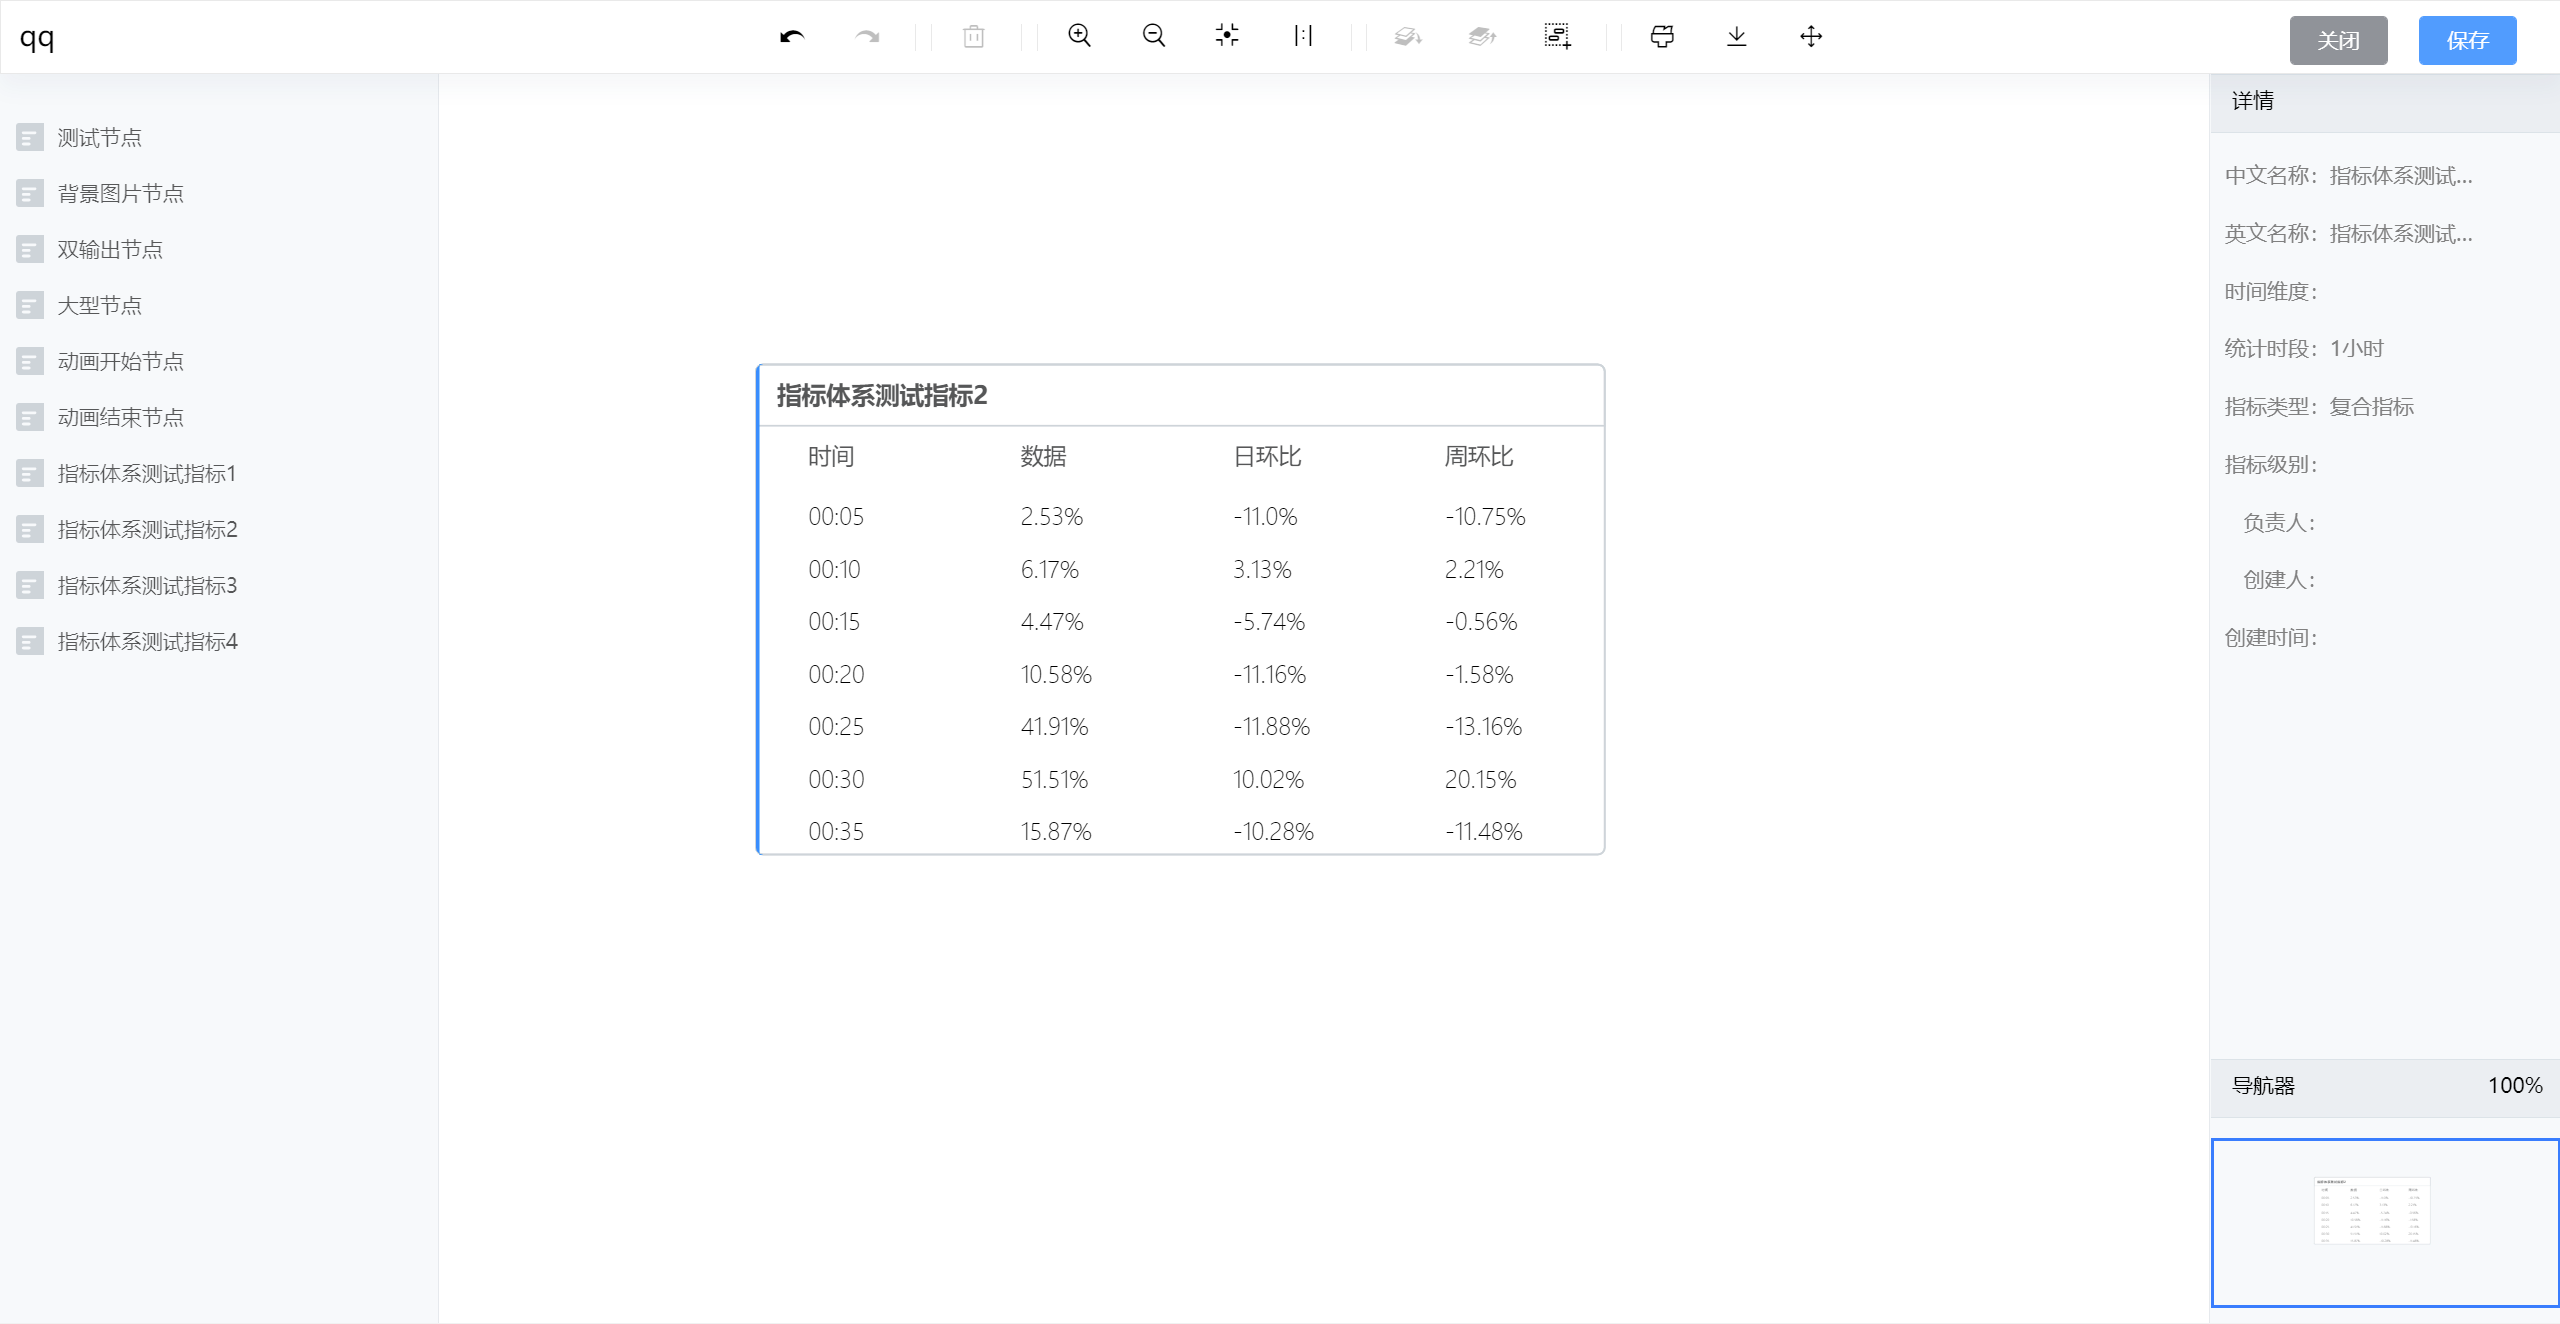 qq
关闭 保存
测试节点
背景图片节点
双输出节点
大型节点
动画开始节点
动画结束节点
指标体系测试指标1
指标体系测试指标2
指标体系测试指标3
指标体系测试指标4
指标体系测试指标2
时间 数据 日环比 周环比
00:05 2.53% -11.0% -10.75%
00:10 6.17% 3.13% 2.21%
00:15 4.47% -5.74% -0.56%
00:20 10.58% -11.16% -1.58%
00:25 41.91% -11.88% -13.16%
00:30 51.51% 10.02% 20.15%
00:35 15.87% -10.28% -11.48%
详情
中文名称：指标体系测试...
英文名称：指标体系测试...
时间维度：
统计时段：1小时
指标类型：复合指标
指标级别：
负责人：
创建人：
创建时间：
导航器 100%